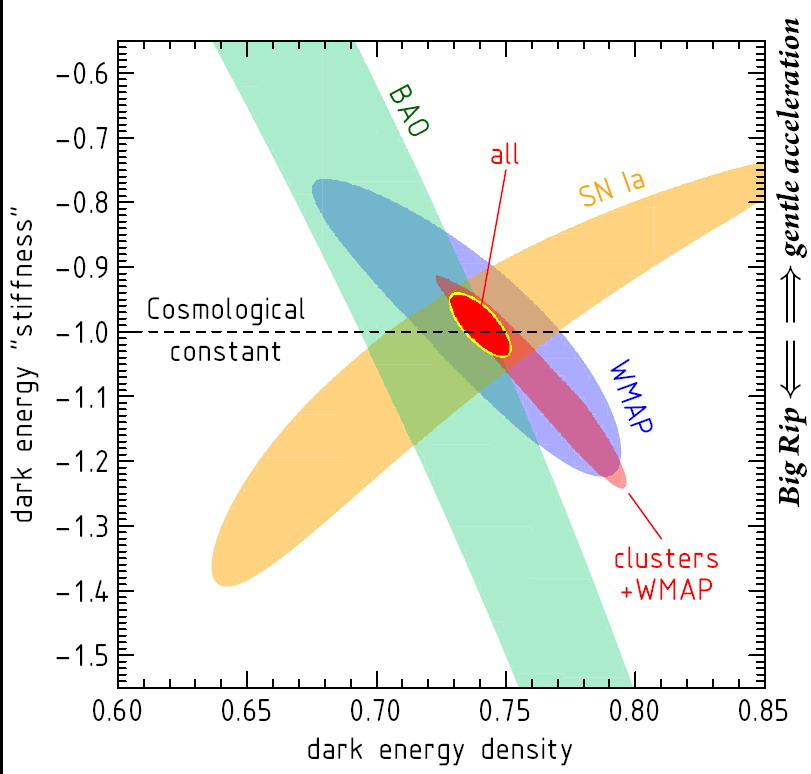 −0.6
−0.7
−0.8
−0.9
−1.0
−1.1
−1.2
−1.3
−1.4
−1.5
0.60
0.65
0.70
0.75
0.80
0.85
dark energy density
dark energy "stiffness"
BAO
all
SN Ia
Cosmological
constant
WMAP
clusters
+WMAP
Big Rip ⇐ ⇒ gentle acceleration